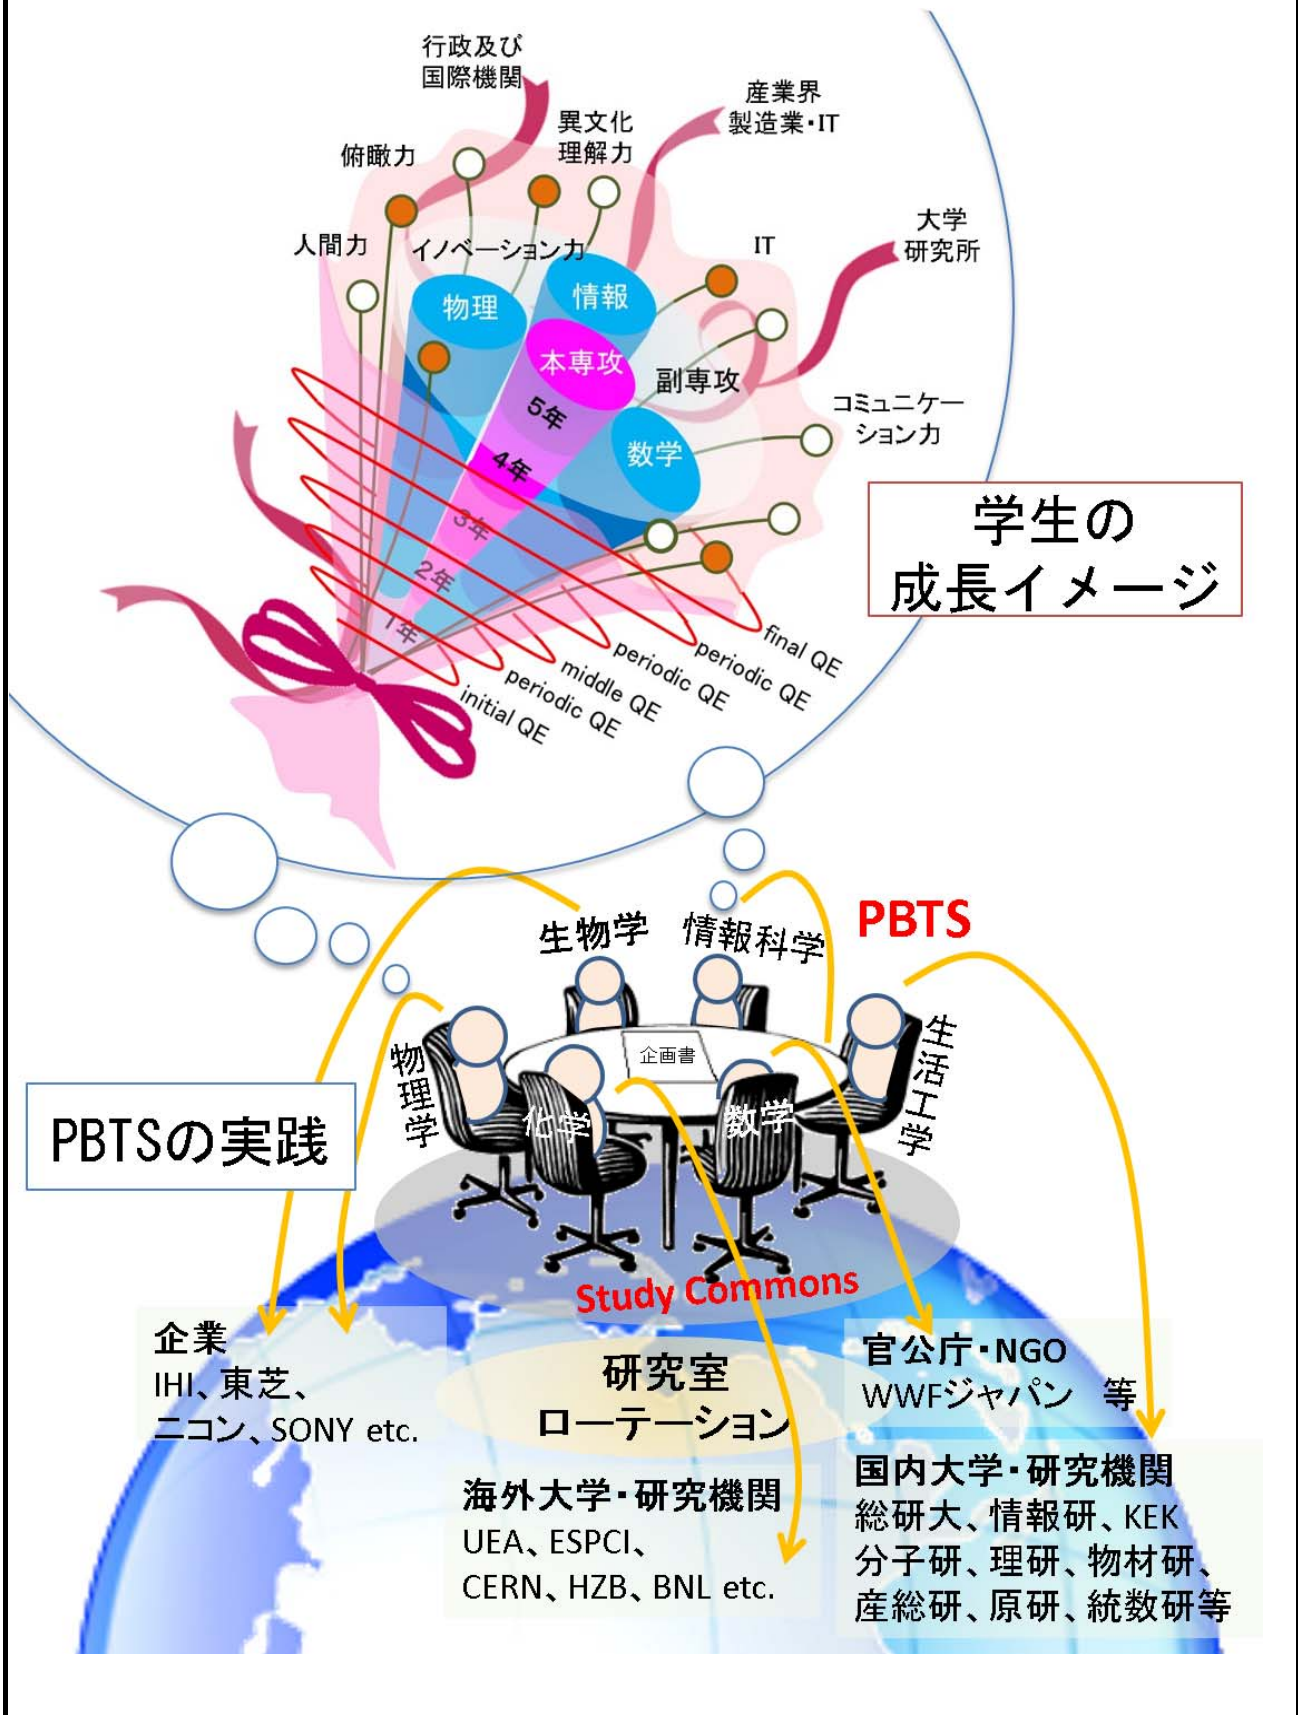 行政及び
国際機関
産業界
製造業・IT
異文化
理解力
俯瞰力
大学
研究所
人間力
イノベーション力
IT
物理
情報
本専攻
副専攻
コミュニケー
ション力
数学
5年
4年
3年
2年
1年
学生の
成長イメージ
final QE
periodic QE
periodic QE
middle QE
periodic QE
initial QE
PBTS
生物学
情報科学
物理学
企画書
生活工学
化学
数学
PBTSの実践
Study Commons
企業
IHI、東芝、
ニコン、SONY etc.
研究室
ローテーション
官公庁・NGO
WWFジャパン 等
海外大学・研究機関
UEA、ESPCI、
CERN、HZB、BNL etc.
国内大学・研究機関
総研大、情報研、KEK
分子研、理研、物材研、
産総研、原研、統数研等